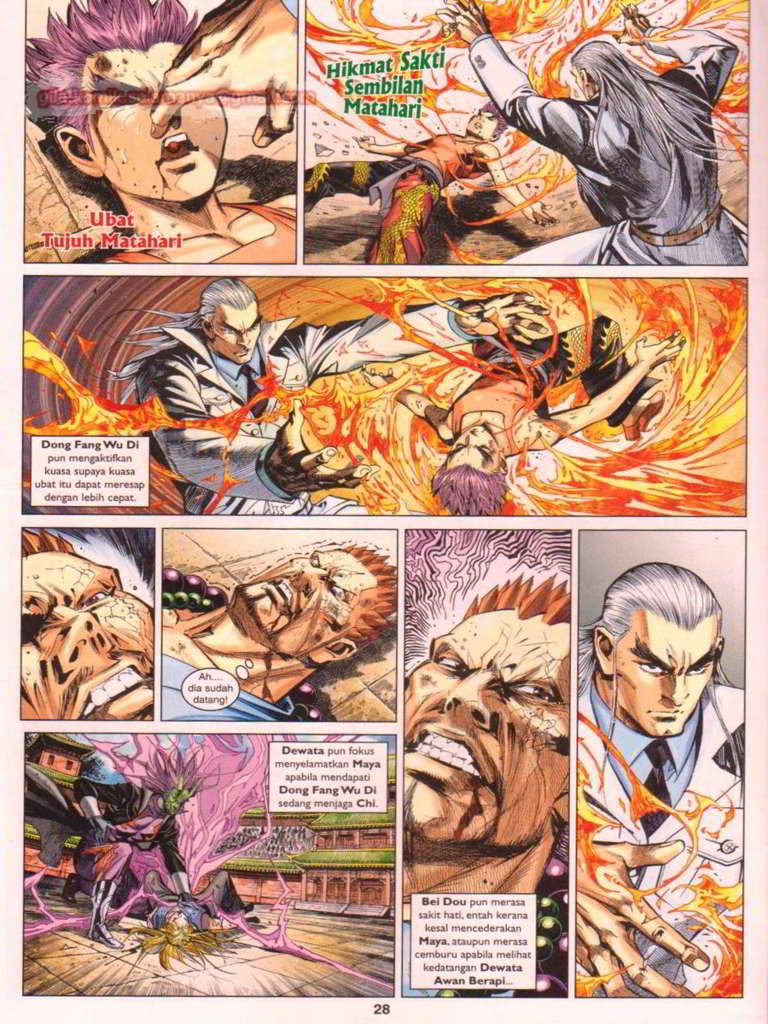 Ubat
Tujuh Matahari
Hikmat Sakti
Sembilan
Matahari
Dong Fang Wu Di
pun mengaktifkan
kuasa supaya kuasa
ubat itu dapat meresap
dengan lebih cepat.
Ah....
dia sudah
datang!
Dewata pun fokus
menyelamatkan Maya
apabila mendapati
Dong Fang Wu Di
sedang menjaga Chi.
Bei Dou pun merasa
sakit hati, entah kerana
kesal mencederakan
Maya, ataupun merasa
cemburu apabila melihat
kedatangan Dewata
Awan Berapi...
28